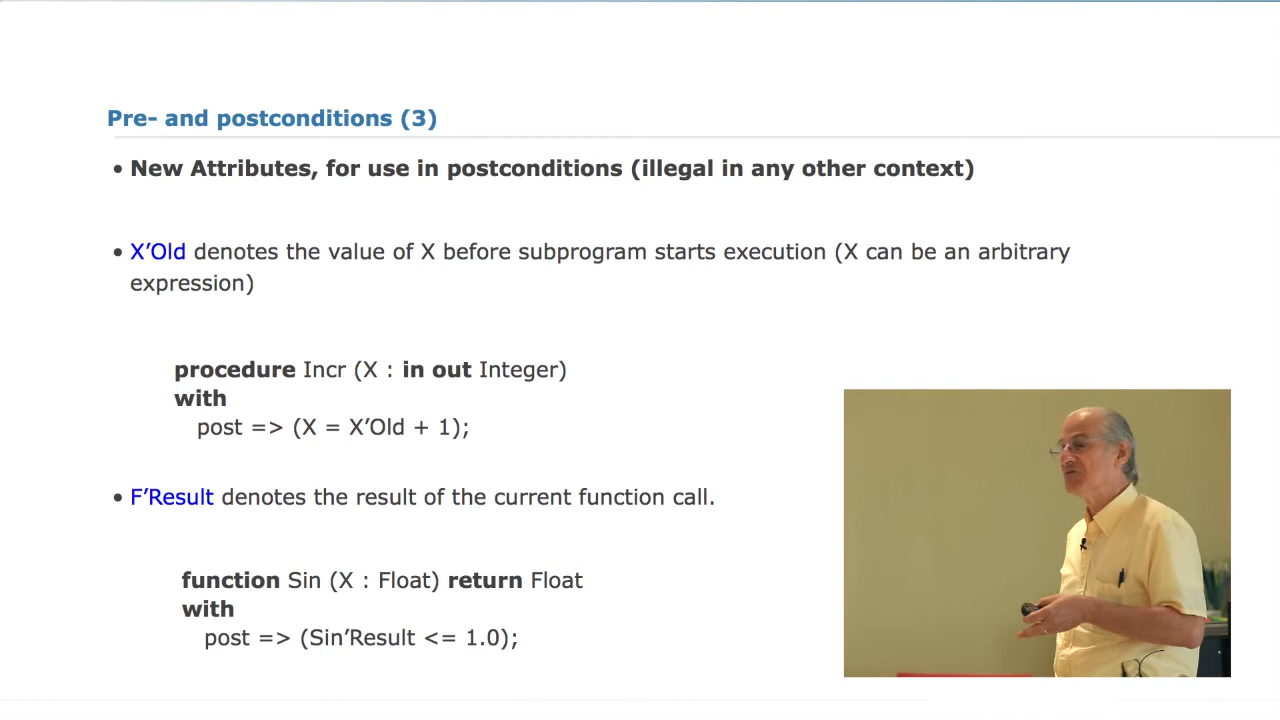 Pre- and postconditions (3)
• New Attributes, for use in postconditions (illegal in any other context)
• X’Old denotes the value of X before subprogram starts execution (X can be an arbitrary
expression)
procedure Incr (X : in out Integer)
with
post => (X = X’Old + 1);
• F’Result denotes the result of the current function call.
function Sin (X : Float) return Float
with
post => (Sin’Result <= 1.0);